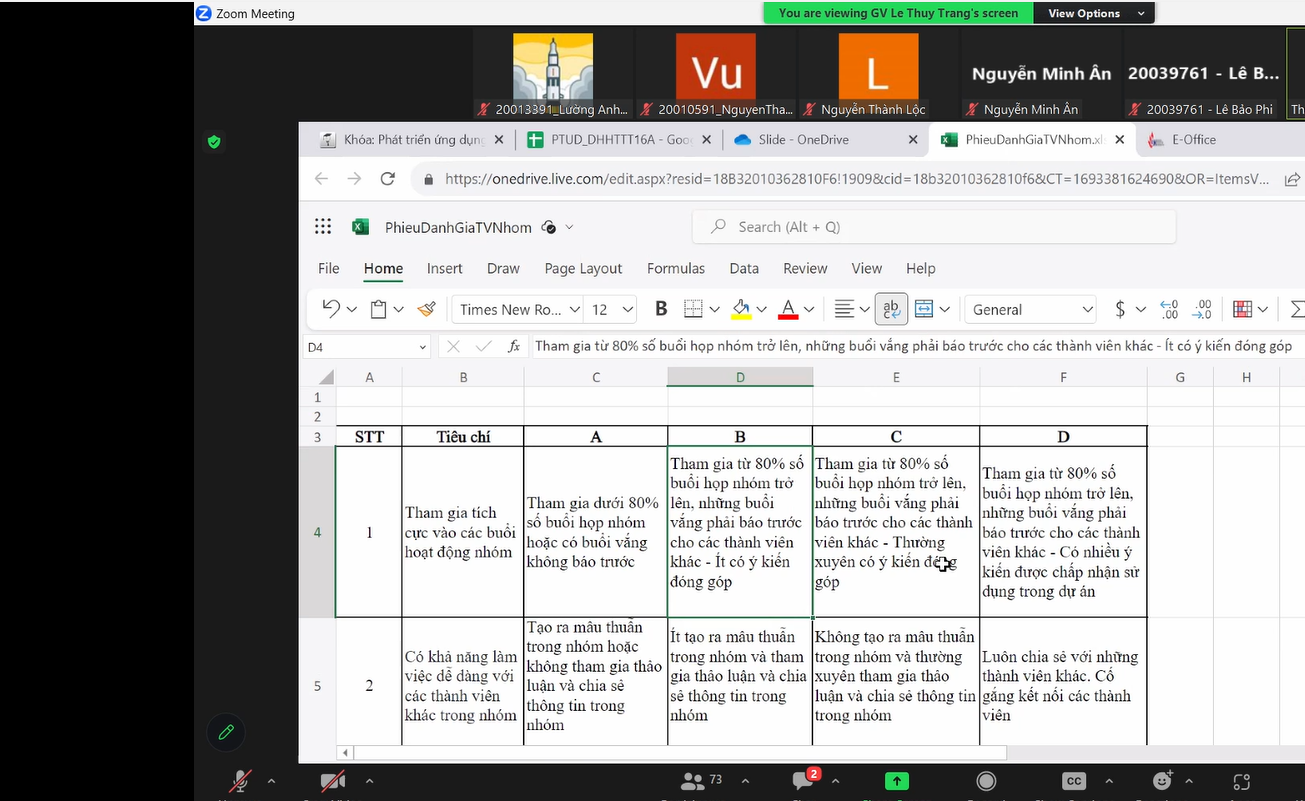 Zoom Meeting
You are viewing GV Le Thuy Trang's screen
View Options
Vu
L
Nguyễn Minh Ân
20039761 - Lê B...
20013391_Lường Anh...
20010591_NguyenTha...
Nguyễn Thành Lộc
Nguyễn Minh Ân
20039761 - Lê Bảo Phi
Th
Khóa: Phát triển ứng dụng
PTUD_DHHTTT16A - Goo
Slide - OneDrive
PhieuDanhGiaTVNhom.xl
E-Office
https://onedrive.live.com/edit.aspx?resid=18B32010362810F6!1909&cid=18b32010362810f6&CT=1693381624690&OR=ItemsV...
PhieuDanhGiaTVNhom
Search (Alt + Q)
File Home Insert Draw Page Layout Formulas Data Review View Help
Times New Ro...
12
B
A
ab
General
$
D4
fx
Tham gia từ 80% số buổi họp nhóm trở lên, những buổi vắng phải báo trước cho các thành viên khác - Ít có ý kiến đóng góp
A B C D E F G H
1
2
3
STT
Tiêu chí
A
B
C
D
4
1
Tham gia tích
cực vào các buổi
hoạt động nhóm
Tham gia dưới 80%
số buổi họp nhóm
hoặc có buổi vắng
không báo trước
Tham gia từ 80% số
buổi họp nhóm trở
lên, những buổi
vắng phải báo trước
cho các thành viên
khác - Ít có ý kiến
đóng góp
Tham gia từ 80% số
buổi họp nhóm trở lên,
những buổi vắng phải
báo trước cho các thành
viên khác - Thường
xuyên có ý kiến đóng
góp
Tham gia từ 80% số
buổi họp nhóm trở lên,
những buổi vắng phải
báo trước cho các thành
viên khác - Có nhiều ý
kiến được chấp nhận sử
dụng trong dự án
5
2
Có khả năng làm
việc dễ dàng với
các thành viên
khác trong nhóm
Tạo ra mâu thuẫn
trong nhóm hoặc
không tham gia thảo
luận và chia sẻ
thông tin trong
nhóm
Ít tạo ra mâu thuẫn
trong nhóm và tham
gia thảo luận và chia
sẻ thông tin trong
nhóm
Không tạo ra mâu thuẫn
trong nhóm và thường
xuyên tham gia thảo
luận và chia sẻ thông tin
trong nhóm
Luôn chia sẻ với những
thành viên khác. Cố
gắng kết nối các thành
viên
73
2
CC